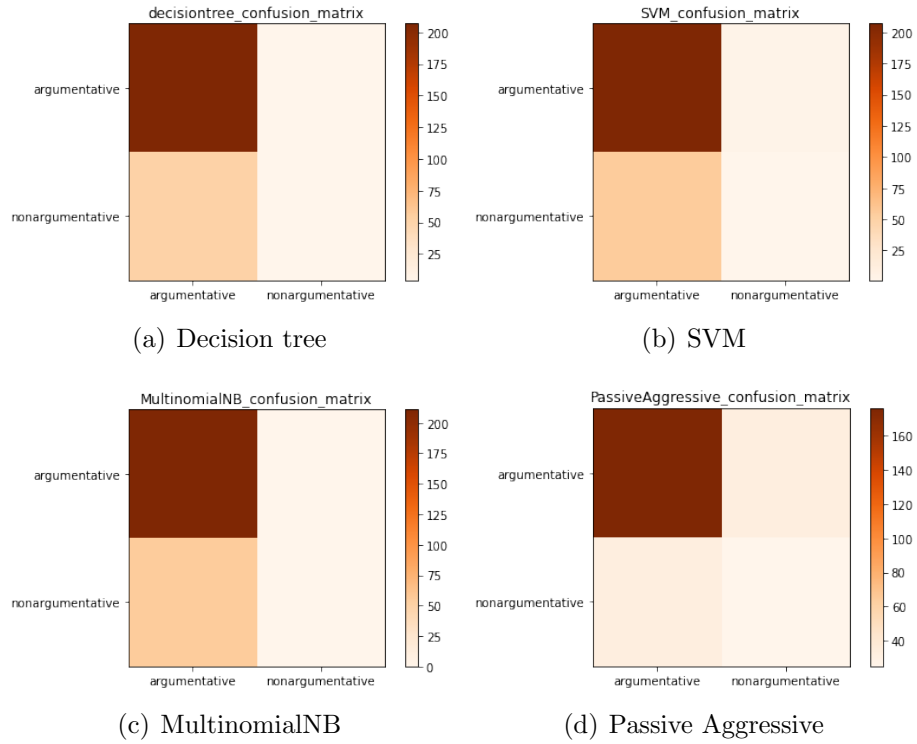 decisiontree_confusion_matrix
argumentative
nonargumentative
argumentative nonargumentative
200
175
150
125
100
75
50
25
(a) Decision tree
SVM_confusion_matrix
argumentative
nonargumentative
argumentative nonargumentative
200
175
150
125
100
75
50
25
(b) SVM
MultinomialNB_confusion_matrix
argumentative
nonargumentative
argumentative nonargumentative
200
175
150
125
100
75
50
25
0
(c) MultinomialNB
PassiveAggressive_confusion_matrix
argumentative
nonargumentative
argumentative nonargumentative
160
140
120
100
80
60
40
(d) Passive Aggressive